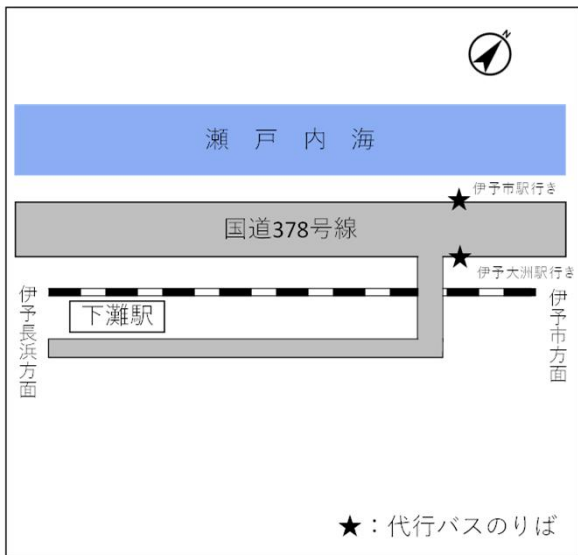 N
瀬戸内海
伊予市駅行き
国道378号線
伊予大洲駅行き
伊予長浜方面
下灘駅
伊予市方面
★：代行バスのりば